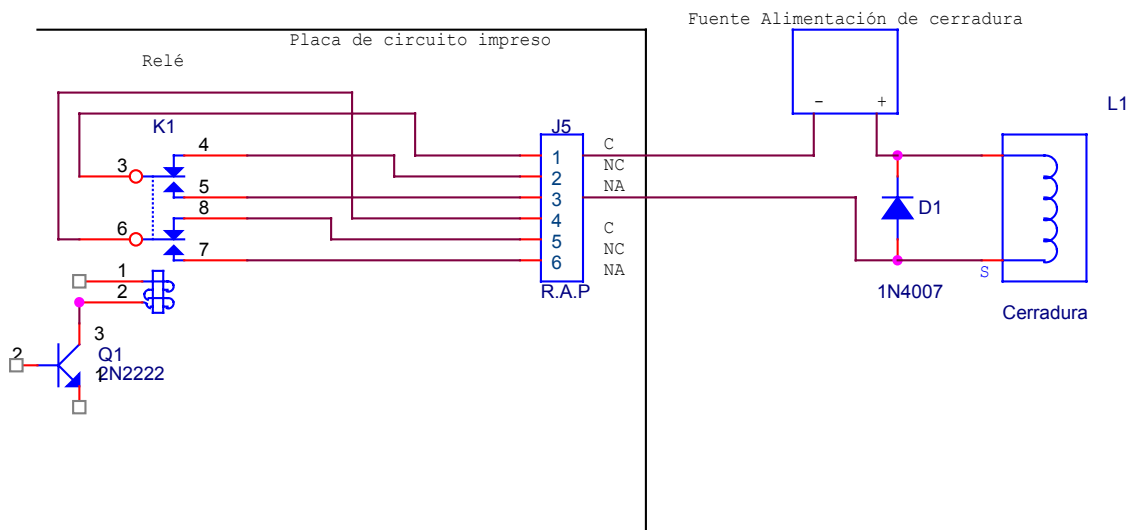 Fuente Alimentación de cerradura
Placa de circuito impreso
Relé
- +
L1
K1
J5
4
3
5
8
6
7
1
2
1
2
3
4
5
6
C
NC
NA
C
NC
NA
R.A.P
D1
1N4007
S
Cerradura
3
2
Q1
1
2N2222